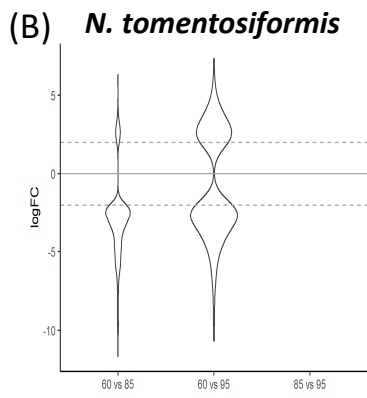 (B) N. tomentosiformis
5
0
-5
-10
logFC
60 vs 85 60 vs 95 85 vs 95